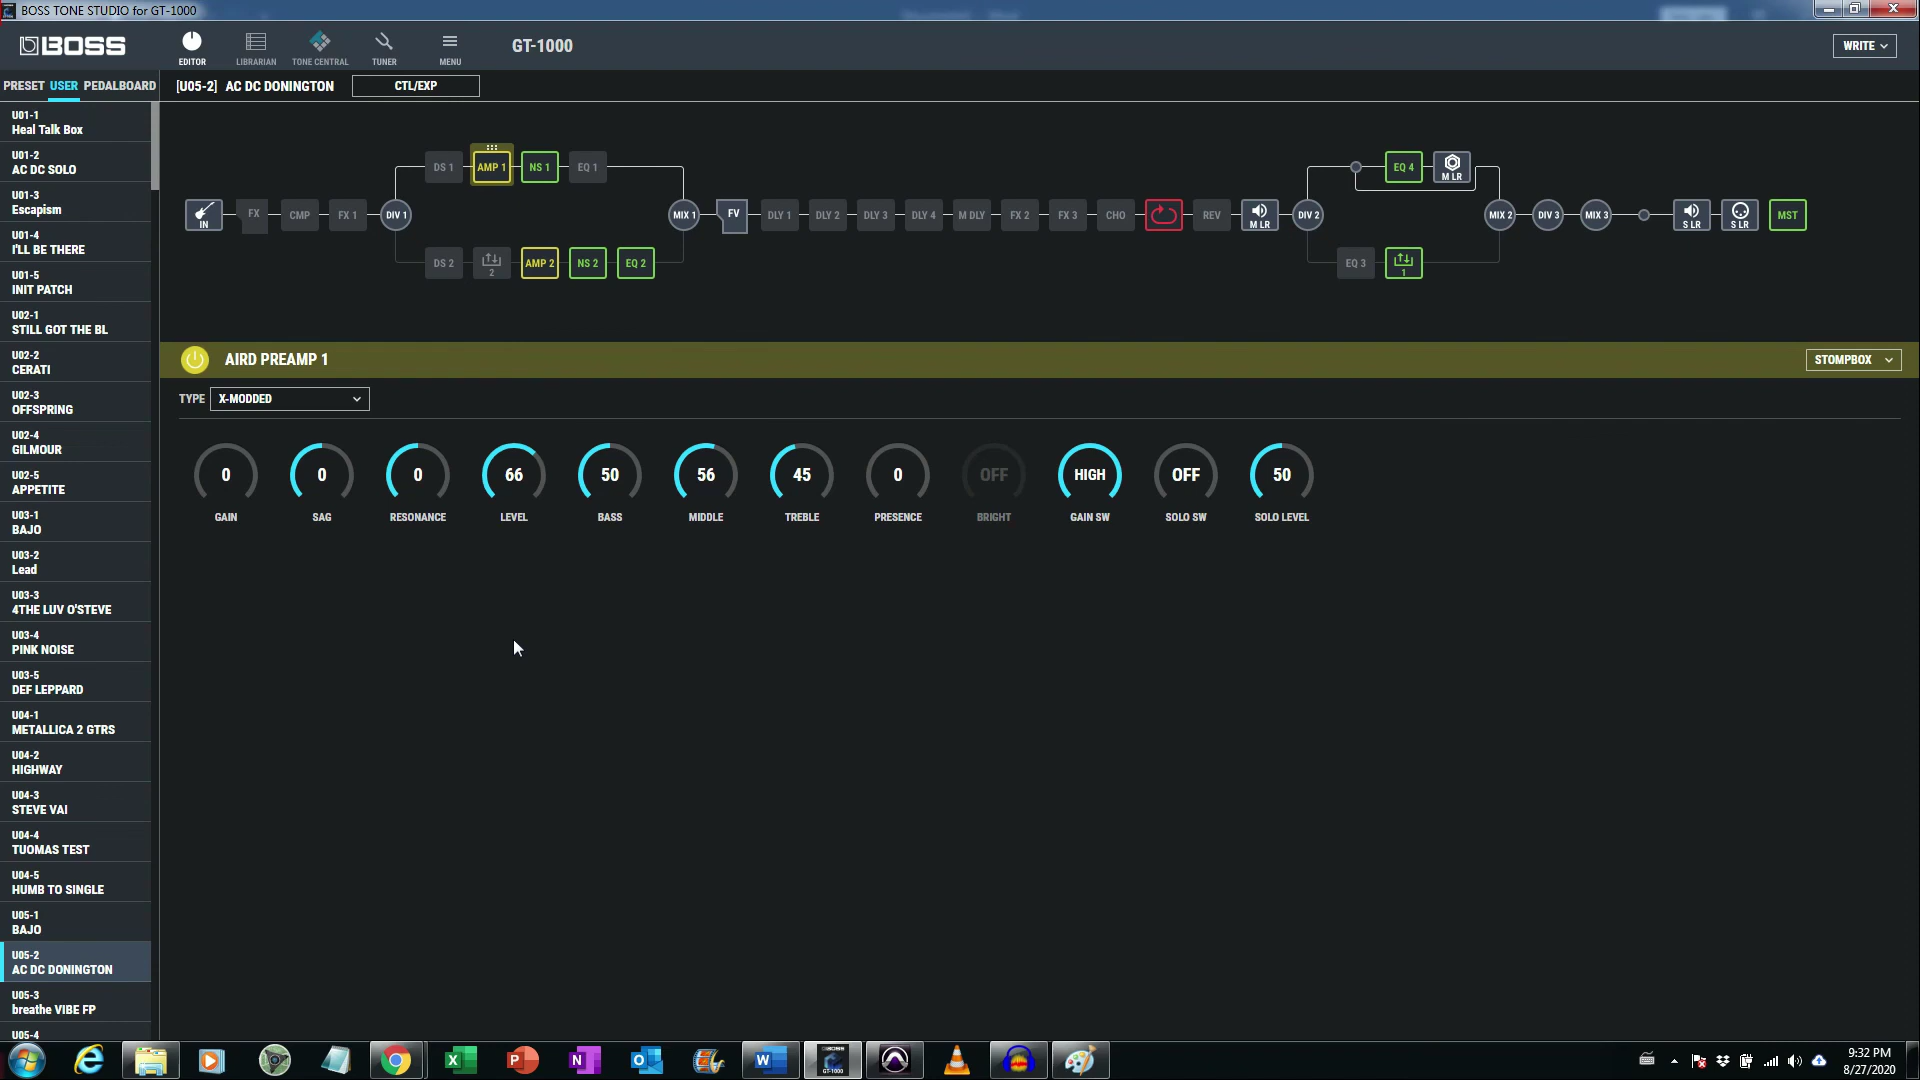 BOSS TONE STUDIO for GT-1000
BOSS
EDITOR
LIBRARIAN
TONE CENTRAL
TUNER
MENU
GT-1000
WRITE
PRESET USER PEDALBOARD
[U05-2] AC DC DONINGTON
CTL/EXP
U01-1
Heal Talk Box
U01-2
AC DC SOLO
U01-3
Escapism
U01-4
I'LL BE THERE
U01-5
INIT PATCH
U02-1
STILL GOT THE BL
U02-2
CERATI
U02-3
OFFSPRING
U02-4
GILMOUR
U02-5
APPETITE
U03-1
BAJO
U03-2
Lead
U03-3
4THE LUV O'STEVE
U03-4
PINK NOISE
U03-5
DEF LEPPARD
U04-1
METALLICA 2 GTRS
U04-2
HIGHWAY
U04-3
STEVE VAI
U04-4
TUOMAS TEST
U04-5
HUMB TO SINGLE
U05-1
BAJO
U05-2
AC DC DONINGTON
U05-3
breathe VIBE FP
U05-4
DS 1 AMP 1 NS 1 EQ 1
EQ 4 M LR
IN FX CMP FX 1 DIV 1 MIX 1 FV DLY 1 DLY 2 DLY 3 DLY 4 M DLY FX 2 FX 3 CHO REV M LR DIV 2 MIX 2 DIV 3 MIX 3 S LR S LR MST
DS 2 2 AMP 2 NS 2 EQ 2
EQ 3 1
AIRD PREAMP 1
STOMPBOX
TYPE X-MODDED
0 0 0 66 50 56 45 0 OFF HIGH OFF 50
GAIN SAG RESONANCE LEVEL BASS MIDDLE TREBLE PRESENCE BRIGHT GAIN SW SOLO SW SOLO LEVEL
BOSS
GT-1000
9:32 PM
8/27/2020